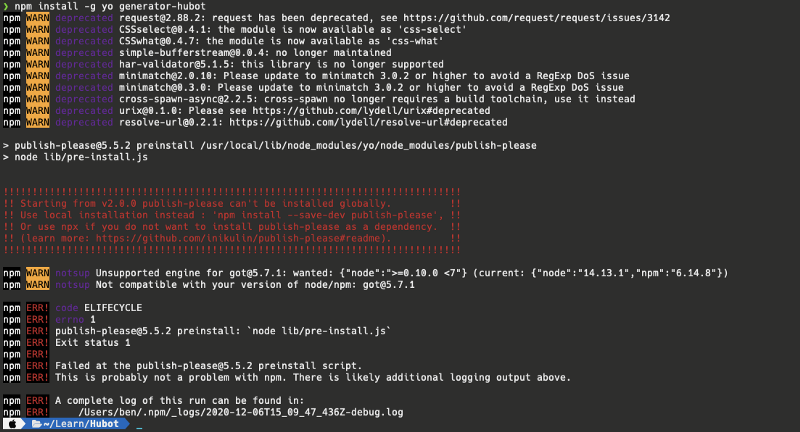 ❯ npm install -g yo generator-hubot
npm WARN deprecated request@2.88.2: request has been deprecated, see https://github.com/request/request/issues/3142
npm WARN deprecated CSSselect@0.4.1: the module is now available as 'css-select'
npm WARN deprecated CSSwhat@0.4.7: the module is now available as 'css-what'
npm WARN deprecated simple-bufferstream@0.0.4: no longer maintained
npm WARN deprecated har-validator@5.1.5: this library is no longer supported
npm WARN deprecated minimatch@2.0.10: Please update to minimatch 3.0.2 or higher to avoid a RegExp DoS issue
npm WARN deprecated minimatch@0.3.0: Please update to minimatch 3.0.2 or higher to avoid a RegExp DoS issue
npm WARN deprecated cross-spawn-async@2.2.5: cross-spawn no longer requires a build toolchain, use it instead
npm WARN deprecated urix@0.1.0: Please see https://github.com/lydell/urix#deprecated
npm WARN deprecated resolve-url@0.2.1: https://github.com/lydell/resolve-url#deprecated
> publish-please@5.5.2 preinstall /usr/local/lib/node_modules/yo/node_modules/publish-please
> node lib/pre-install.js
!!!!!!!!!!!!!!!!!!!!!!!!!!!!!!!!!!!!!!!!!!!!!!!!!!!!!!!!!!!!!!!!!!!!!!!!!!!!!!!
!! Starting from v2.0.0 publish-please can't be installed globally. !!
!! Use local installation instead : 'npm install --save-dev publish-please', !!
!! Or use npx if you do not want to install publish-please as a dependency. !!
!! (learn more: https://github.com/inikulin/publish-please#readme). !!
!!!!!!!!!!!!!!!!!!!!!!!!!!!!!!!!!!!!!!!!!!!!!!!!!!!!!!!!!!!!!!!!!!!!!!!!!!!!!!!
npm WARN notsup Unsupported engine for got@5.7.1: wanted: {"node":">=0.10.0 <7"} (current: {"node":"14.13.1","npm":"6.14.8"})
npm WARN notsup Not compatible with your version of node/npm: got@5.7.1
npm ERR! code ELIFECYCLE
npm ERR! errno 1
npm ERR! publish-please@5.5.2 preinstall: `node lib/pre-install.js`
npm ERR! Exit status 1
npm ERR!
npm ERR! Failed at the publish-please@5.5.2 preinstall script.
npm ERR! This is probably not a problem with npm. There is likely additional logging output above.
npm ERR! A complete log of this run can be found in:
npm ERR!     /Users/ben/.npm/_logs/2020-12-06T15_09_47_436Z-debug.log
~/Learn/Hubot